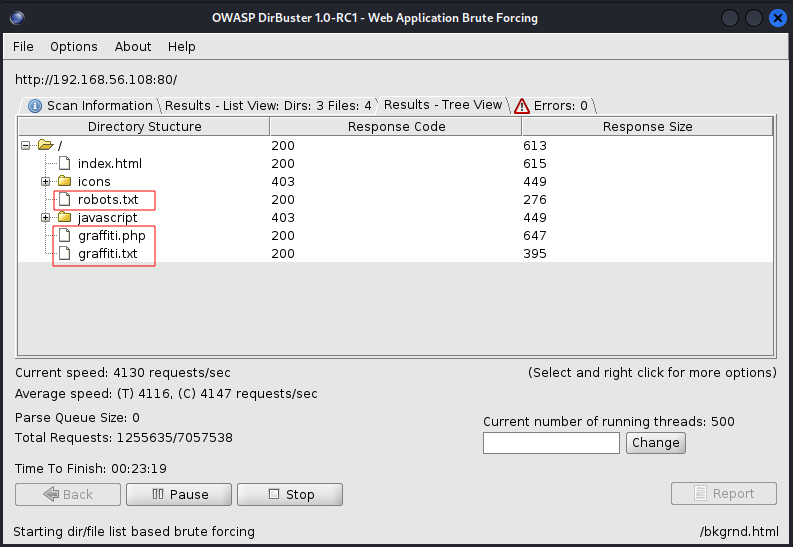 OWASP DirBuster 1.0-RC1 - Web Application Brute Forcing
File Options About Help
http://192.168.56.108:80/
Scan Information Results - List View: Dirs: 3 Files: 4 Results - Tree View Errors: 0
Directory Stucture Response Code Response Size
/ 200 613
index.html 200 615
icons 403 449
robots.txt 200 276
javascript 403 449
graffiti.php 200 647
graffiti.txt 200 395
Current speed: 4130 requests/sec (Select and right click for more options)
Average speed: (T) 4116, (C) 4147 requests/sec
Parse Queue Size: 0 Current number of running threads: 500
Total Requests: 1255635/7057538
Change
Time To Finish: 00:23:19
Back Pause Stop Report
Starting dir/file list based brute forcing /bkgrnd.html